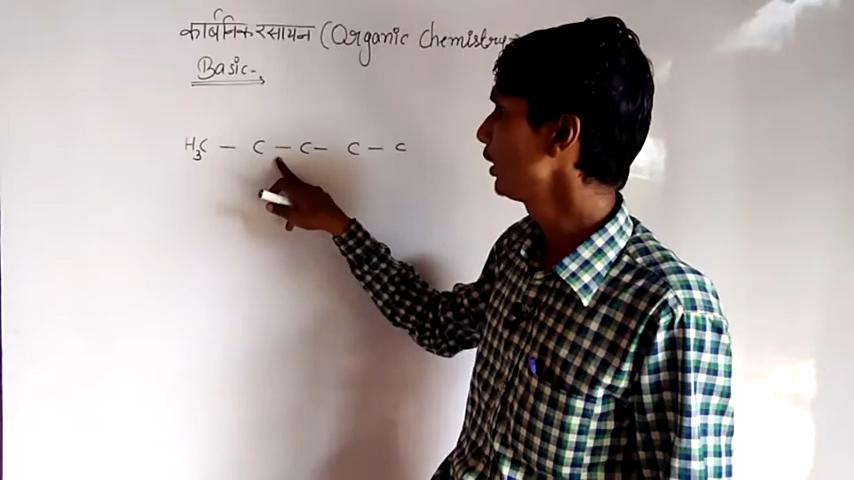 कार्बनिक रसायन (Organic Chemistry
Basic-,
H₃C — C — C — C — C